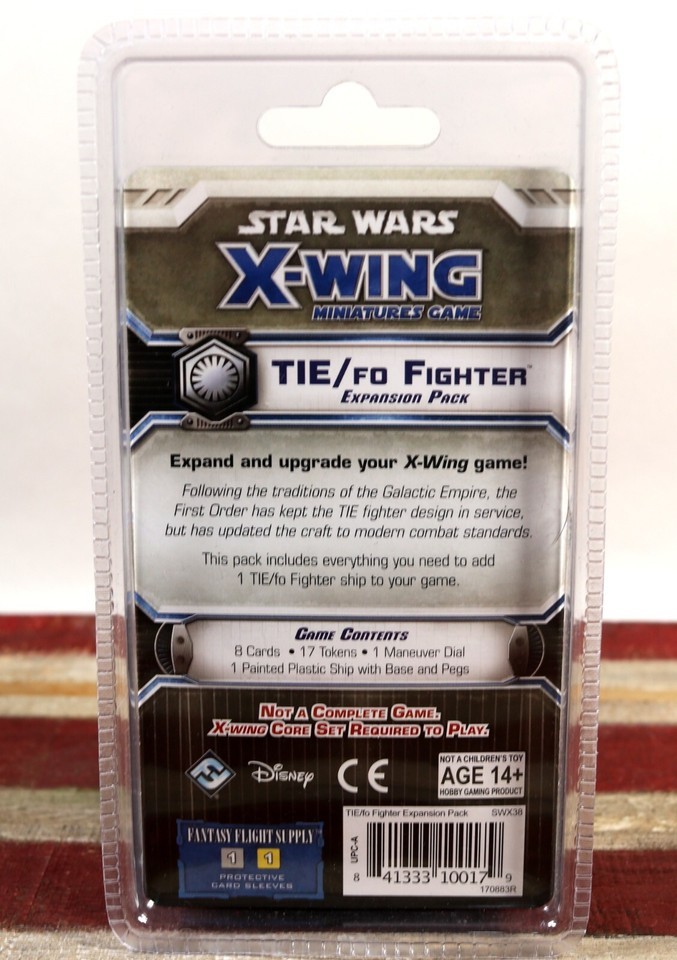 STAR WARS
X-WING
MINIATURES GAME
TIE/FO FIGHTER™
EXPANSION PACK
Expand and upgrade your X-Wing game!
Following the traditions of the Galactic Empire, the
First Order has kept the TIE fighter design in service,
but has updated the craft to modern combat standards.
This pack includes everything you need to add
1 TIE/fo Fighter ship to your game.
GAME CONTENTS
8 Cards • 17 Tokens • 1 Maneuver Dial
1 Painted Plastic Ship with Base and Pegs
NOT A COMPLETE GAME.
X-WING CORE SET REQUIRED TO PLAY.
Disney
CE
NOT A CHILDREN'S TOY
AGE 14+
HOBBY GAMING PRODUCT
FANTASY FLIGHT SUPPLY™
1 1
PROTECTIVE
CARD SLEEVES
TIE/fo Fighter Expansion Pack SWX38
UPC-A
8 41333 10017 9
170883R